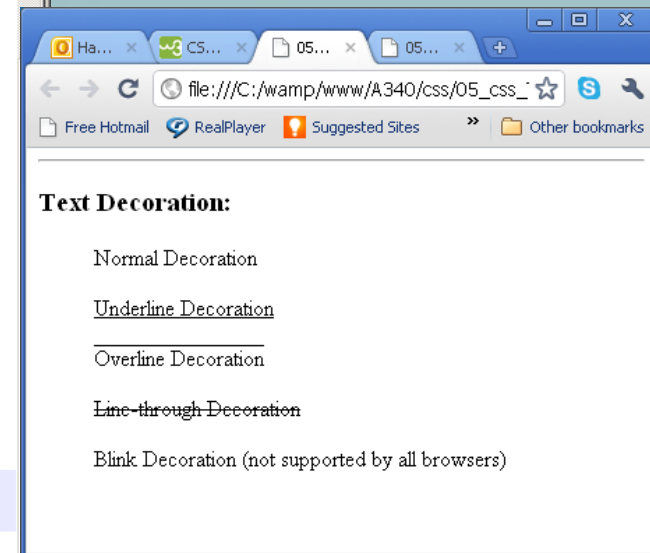 Ha...
CS...
05...
05...
file:///C:/wamp/www/A340/css/05_css_
Free Hotmail
RealPlayer
Suggested Sites
»
Other bookmarks
Text Decoration:
Normal Decoration
Underline Decoration
Overline Decoration
Line-through Decoration
Blink Decoration (not supported by all browsers)